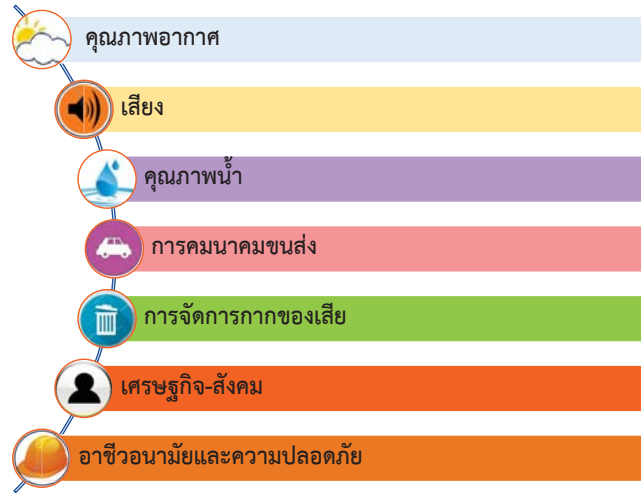 คุณภาพอากาศ
เสียง
คุณภาพน้ำ
การคมนาคมขนส่ง
การจัดการกากของเสีย
เศรษฐกิจ-สังคม
อาชีวอนามัยและความปลอดภัย